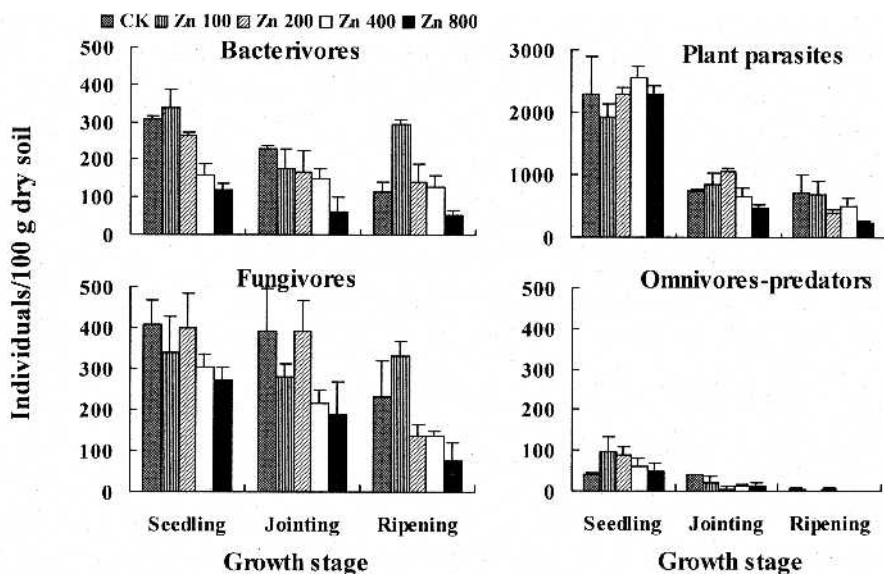 CK Zn 100 Zn 200 Zn 400 Zn 800
Bacterivores
500
400
300
200
100
0
Plant parasites
3000
2000
1000
0
Fungivores
500
400
300
200
100
0
Seedling Jointing Ripening
Growth stage
Omnivores-predators
500
400
300
200
100
0
Seedling Jointing Ripening
Growth stage
Individuals/100 g dry soil